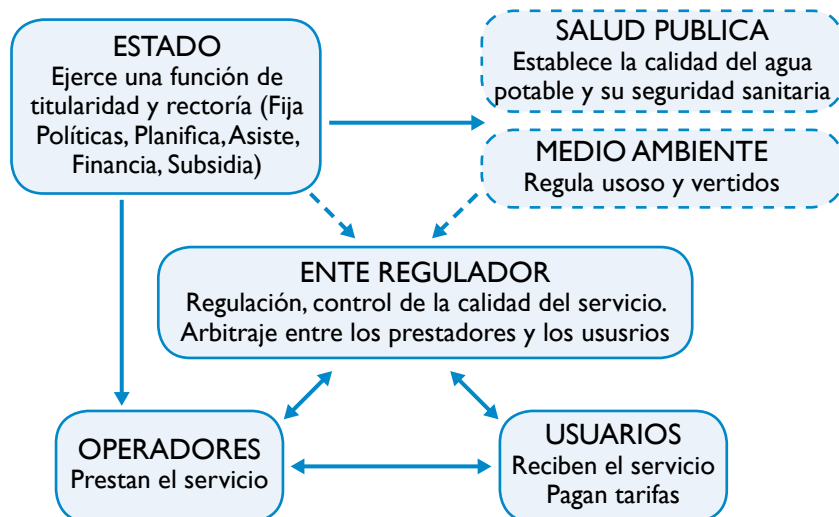 ESTADO
Ejerce una función de
titularidad y rectoría (Fija
Políticas, Planifica, Asiste,
Financia, Subsidia)
SALUD PUBLICA
Establece la calidad del agua
potable y su seguridad sanitaria
MEDIO AMBIENTE
Regula usoso y vertidos
ENTE REGULADOR
Regulación, control de la calidad del servicio.
Arbitraje entre los prestadores y los ususrios
OPERADORES
Prestan el servicio
USUARIOS
Reciben el servicio
Pagan tarifas